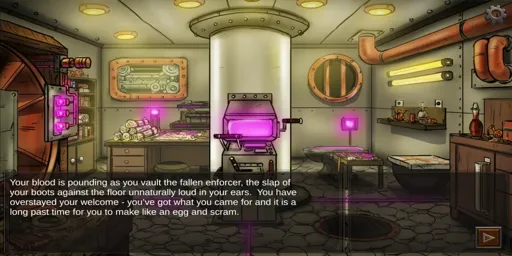 Your blood is pounding as you vault the fallen enforcer, the slap of
your boots against the floor unnaturally loud in your ears.  You have
overstayed your welcome - you've got what you came for and it is a
long past time for you to make like an egg and scram.